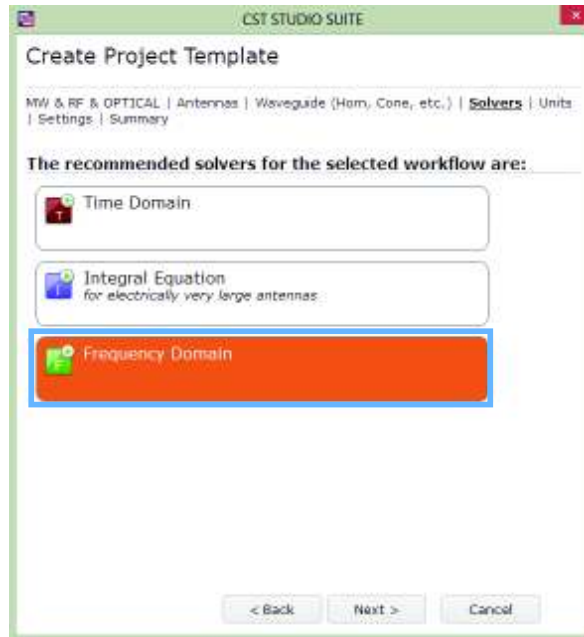 CST STUDIO SUITE
Create Project Template
MW & RF & OPTICAL | Antennas | Waveguide (Horn, Cone, etc.) | Solvers | Units
| Settings | Summary
The recommended solvers for the selected workflow are:
Time Domain
Integral Equation
for electrically very large antennas
Frequency Domain
< Back Next > Cancel